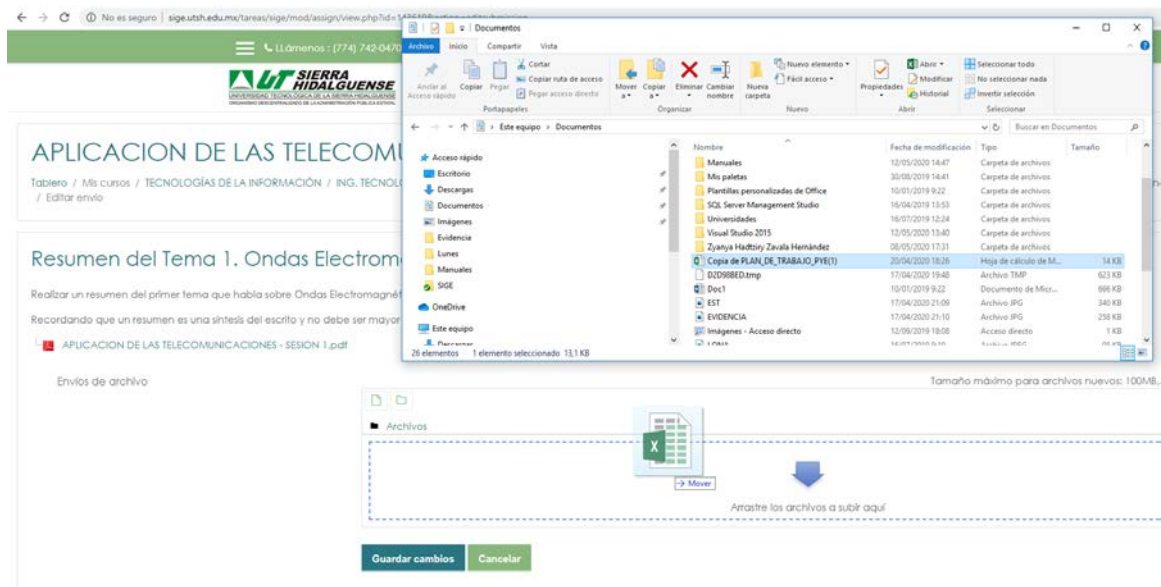 No es seguro | sige.utsh.edu.mx/tareas/sige/mod/assign/view.php?id=
LLámenos : (774) 742-0470
SIERRA
HIDALGUENSE
UNIVERSIDAD TECNOLÓGICA DE LA SIERRA HIDALGUENSE
APLICACION DE LAS TELECOMU
Tablero / Mis cursos / TECNOLOGÍAS DE LA INFORMACIÓN / ING. TECNOL
/ Editar envío
Resumen del Tema 1. Ondas Electrom
Realizar un resumen del primer tema que habla sobre Ondas Electromagnét
Recordando que un resumen es una síntesis del escrito y no debe ser mayor
APLICACION DE LAS TELECOMUNICACIONES - SESION 1.pdf
Envíos de archivo
Tamaño máximo para archivos nuevos: 100MB,
Archivos
Mover
Arrastre los archivos a subir aquí
Guardar cambios Cancelar
Documentos
Archivo Inicio Compartir Vista
Anclar al Acceso rápido
Copiar
Pegar
Cortar
Copiar ruta de acceso
Pegar acceso directo
Portapapeles
Mover a
Copiar a
Eliminar
Cambiar nombre
Organizar
Nueva carpeta
Nuevo elemento
Fácil acceso
Nuevo
Propiedades
Abrir
Modificar
Historial
Abrir
Seleccionar todo
No seleccionar nada
Invertir selección
Seleccionar
Este equipo > Documentos
Buscar en Documentos
Acceso rápido
Escritorio
Descargas
Documentos
Imágenes
Evidencia
Lunes
Manuales
SIGE
OneDrive
Este equipo
Descargas
Nombre Fecha de modificación Tipo Tamaño
Manuales 12/05/2020 14:47 Carpeta de archivos
Mis paletas 30/08/2019 14:41 Carpeta de archivos
Plantillas personalizadas de Office 10/01/2019 9:22 Carpeta de archivos
SQL Server Management Studio 16/04/2019 13:53 Carpeta de archivos
Universidades 16/07/2019 12:24 Carpeta de archivos
Visual Studio 2015 12/05/2020 13:40 Carpeta de archivos
Zyanya Hadtziry Zavala Hernández 08/05/2020 17:31 Carpeta de archivos
Copia de PLAN_DE_TRABAJO_PYE(1) 20/04/2020 18:26 Hoja de cálculo de M... 14 KB
D2D988ED.tmp 17/04/2020 19:48 Archivo TMP 623 KB
Doc1 10/01/2019 9:22 Documento de Micr... 666 KB
EST 17/04/2020 21:09 Archivo JPG 340 KB
EVIDENCIA 17/04/2020 21:10 Archivo JPG 258 KB
Imágenes - Acceso directo 12/09/2019 18:08 Acceso directo 1 KB
LONA
26 elementos 1 elemento seleccionado 13,1 KB